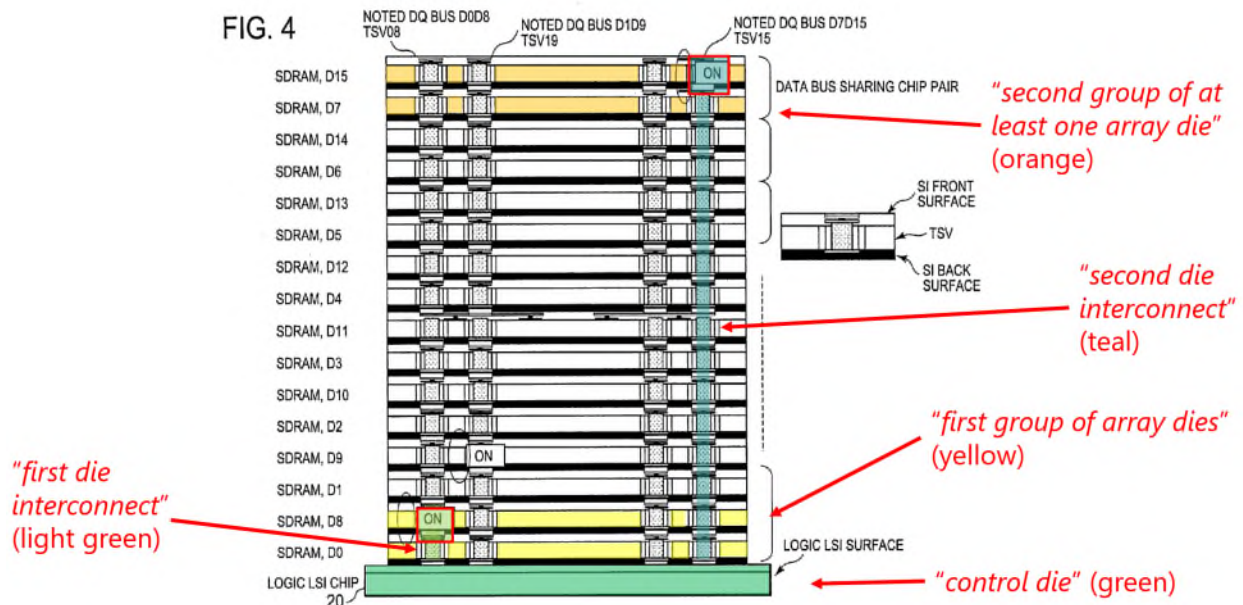 FIG. 4
NOTED DQ BUS D0D8
TSV08
NOTED DQ BUS D1D9
TSV19
NOTED DQ BUS D7D15
TSV15
SDRAM, D15
ON
DATA BUS SHARING CHIP PAIR
SDRAM, D7
SDRAM, D14
SDRAM, D6
SDRAM, D13
SDRAM, D5
SDRAM, D12
SDRAM, D4
SDRAM, D11
SDRAM, D3
SDRAM, D10
SDRAM, D2
SDRAM, D9
ON
SDRAM, D1
SDRAM, D8
ON
SDRAM, D0
LOGIC LSI CHIP
20
LOGIC LSI SURFACE
SI FRONT
SURFACE
TSV
SI BACK
SURFACE
"second group of at
least one array die"
(orange)
"second die
interconnect"
(teal)
"first group of array dies"
(yellow)
"first die
interconnect"
(light green)
"control die" (green)